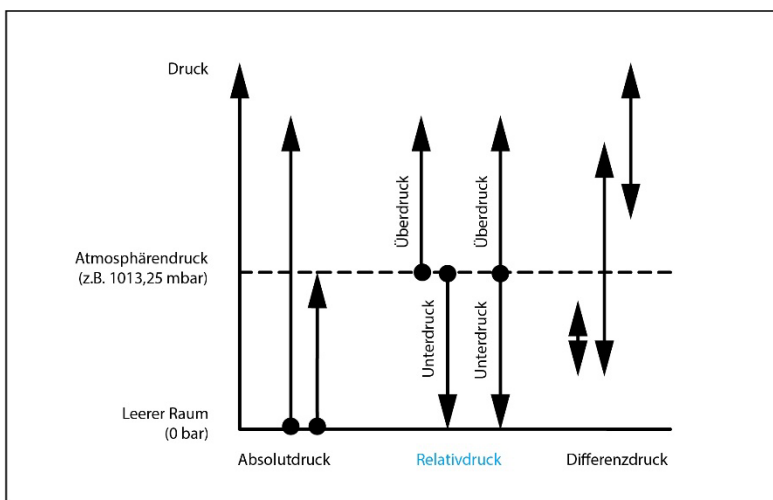 Druck
Überdruck
Überdruck
Atmosphärendruck
(z.B. 1013,25 mbar)
Unterdruck
Unterdruck
Leerer Raum
(0 bar)
Absolutdruck
Relativdruck
Differenzdruck